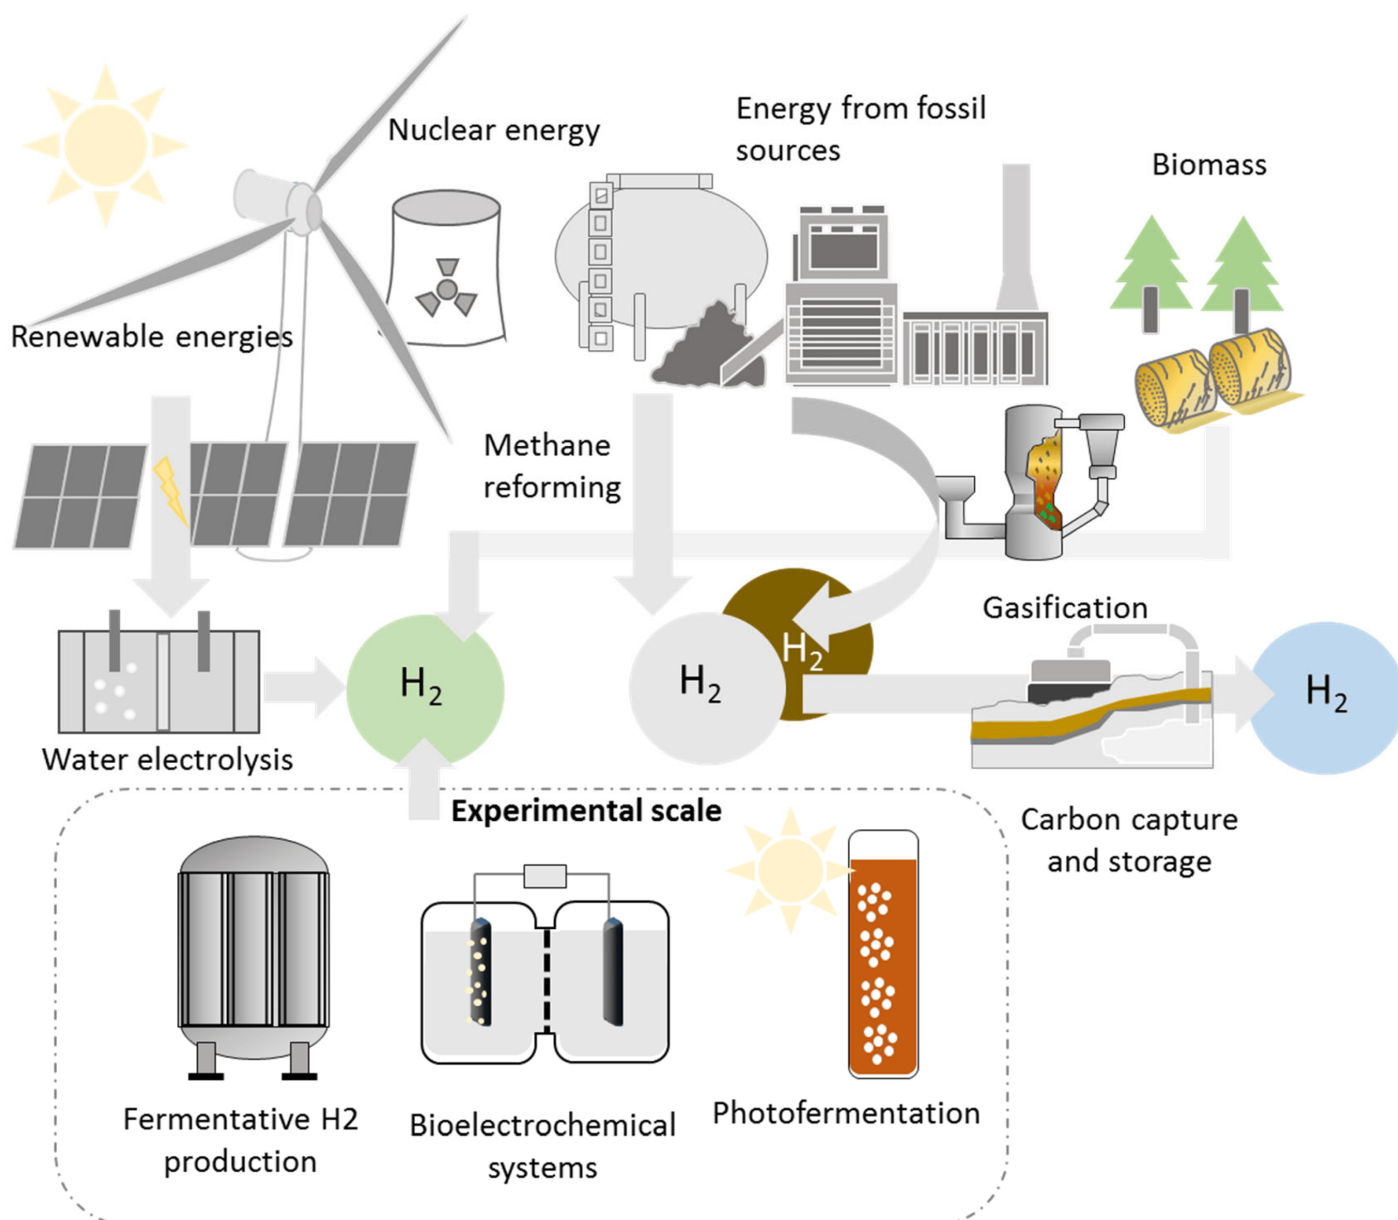 Nuclear energy
Energy from fossil
sources
Biomass
Renewable energies
Methane
reforming
Gasification
H₂
H₂
H₂
H₂
Water electrolysis
Carbon capture
and storage
Experimental scale
Fermentative H2
production
Bioelectrochemical
systems
Photofermentation